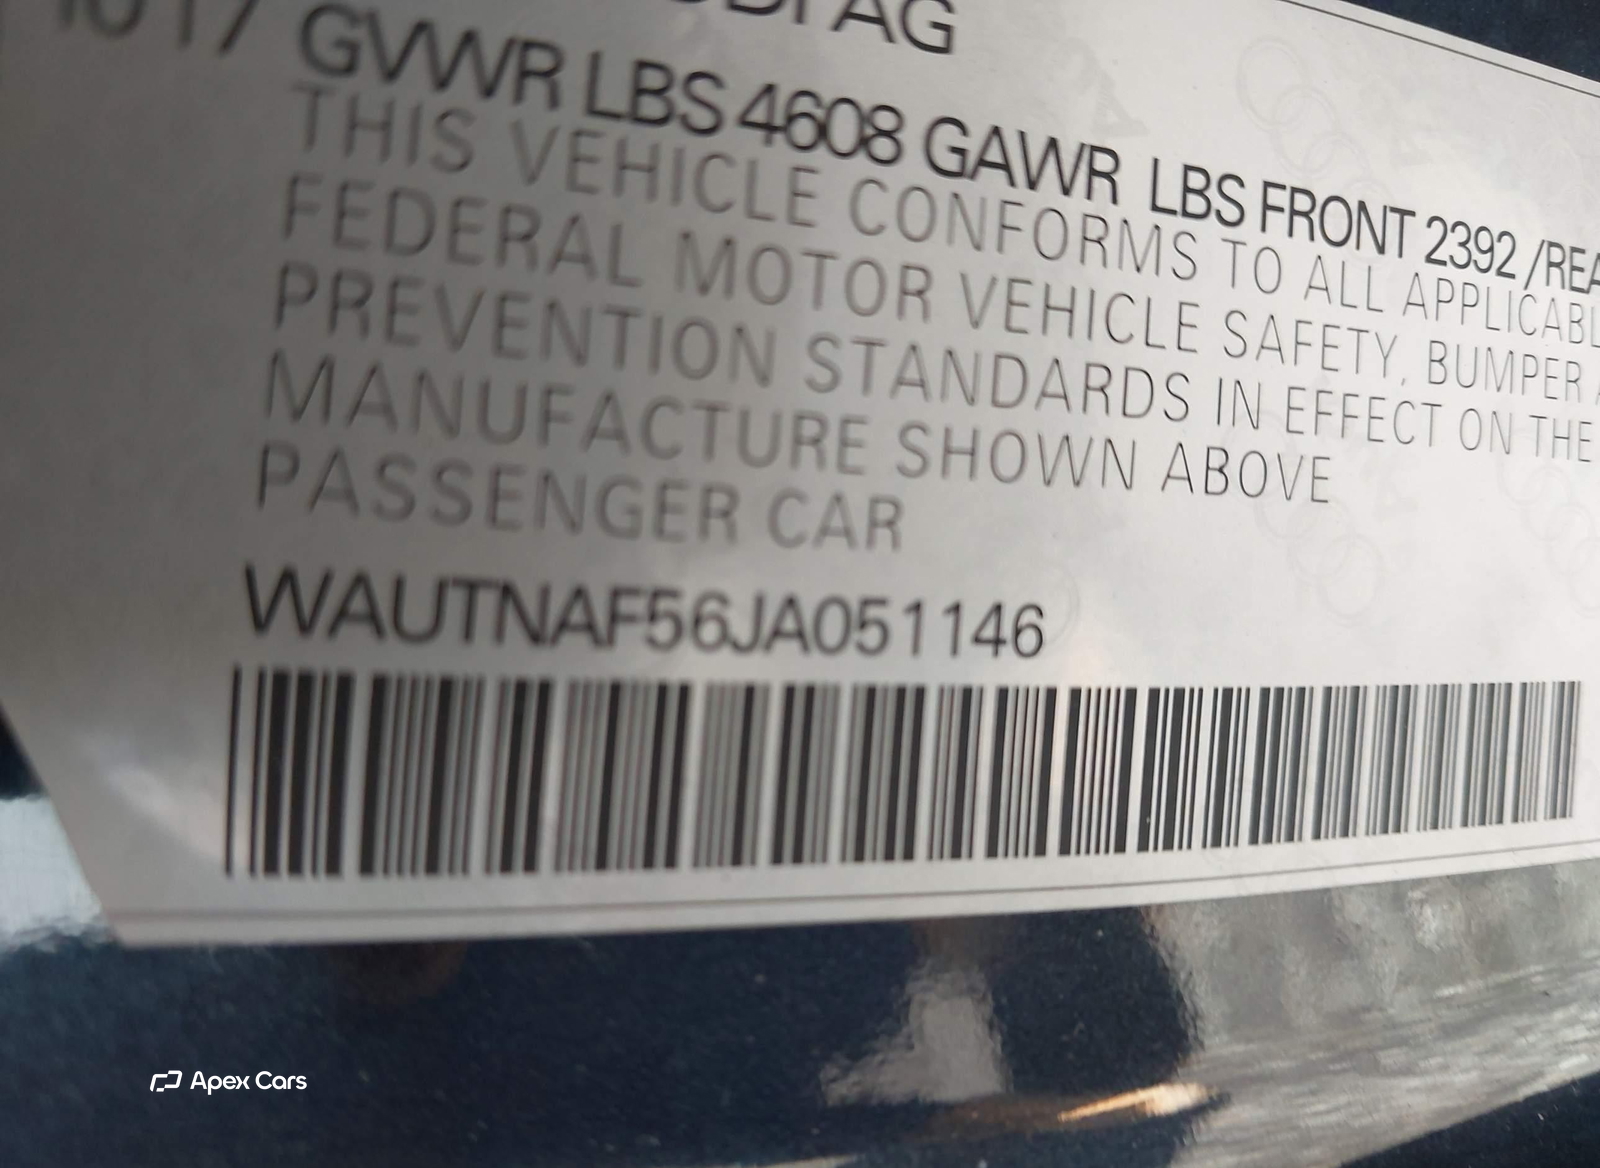 AG
GVWR LBS 4608 GAWR LBS FRONT 2392 /REA
THIS VEHICLE CONFORMS TO ALL APPLICABL
FEDERAL MOTOR VEHICLE SAFETY, BUMPER
PREVENTION STANDARDS IN EFFECT ON THE
MANUFACTURE SHOWN ABOVE
PASSENGER CAR
WAUTNAF56JA051146
Apex Cars